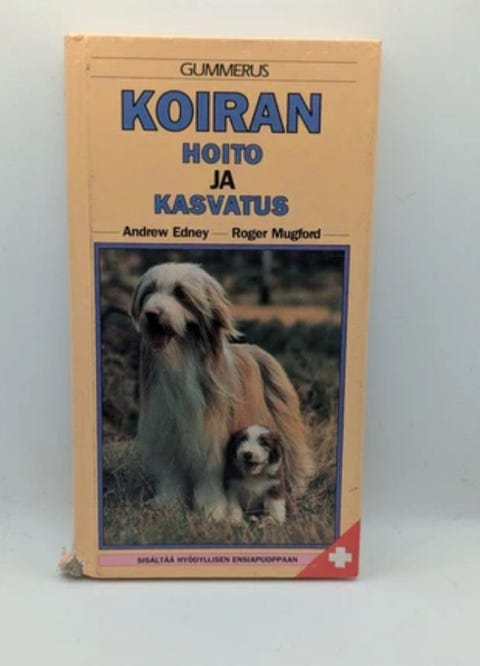 GUMMERUS
KOIRAN
HOITO
JA
KASVATUS
Andrew Edney — Roger Mugford
SISÄLTÄÄ HYÖDYLLISEN ENSIAPUOPPAAN